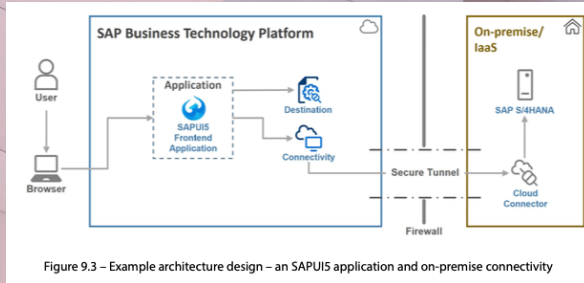 SAP Business Technology Platform
On-premise/
IaaS
User
Application
SAPUI5
Frontend
Application
Destination
Connectivity
SAP S/4HANA
Browser
Secure Tunnel
Cloud
Connector
Firewall
Figure 9.3 – Example architecture design – an SAPUI5 application and on-premise connectivity